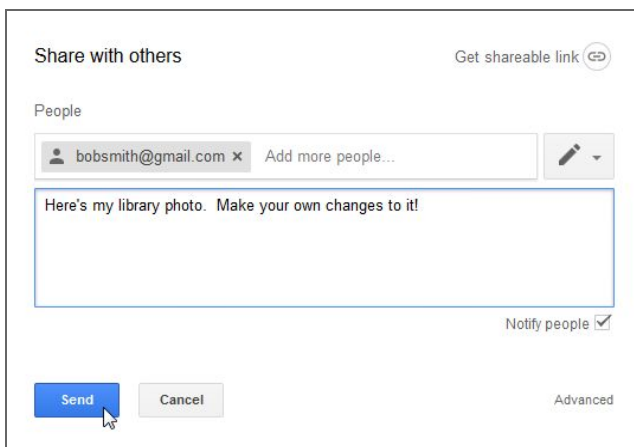 Share with others
Get shareable link
People
bobsmith@gmail.com × Add more people...
Here's my library photo.  Make your own changes to it!
Notify people
Send
Cancel
Advanced